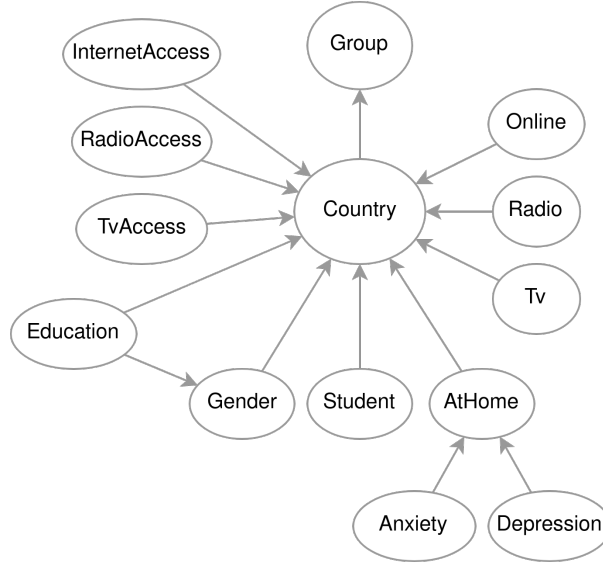 InternetAccess
Group
RadioAccess
Online
Country
Radio
TvAccess
Tv
Education
Gender
Student
AtHome
Anxiety
Depression